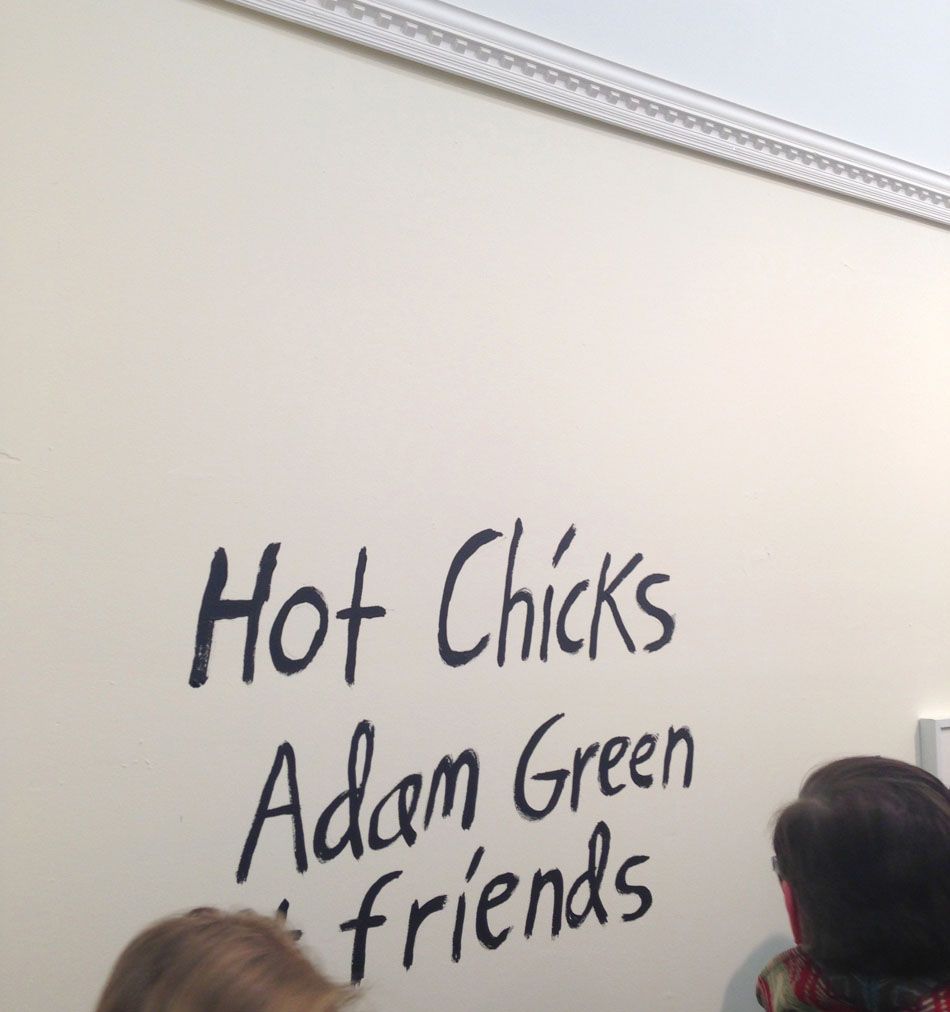 Hot Chicks
Adam Green
friends